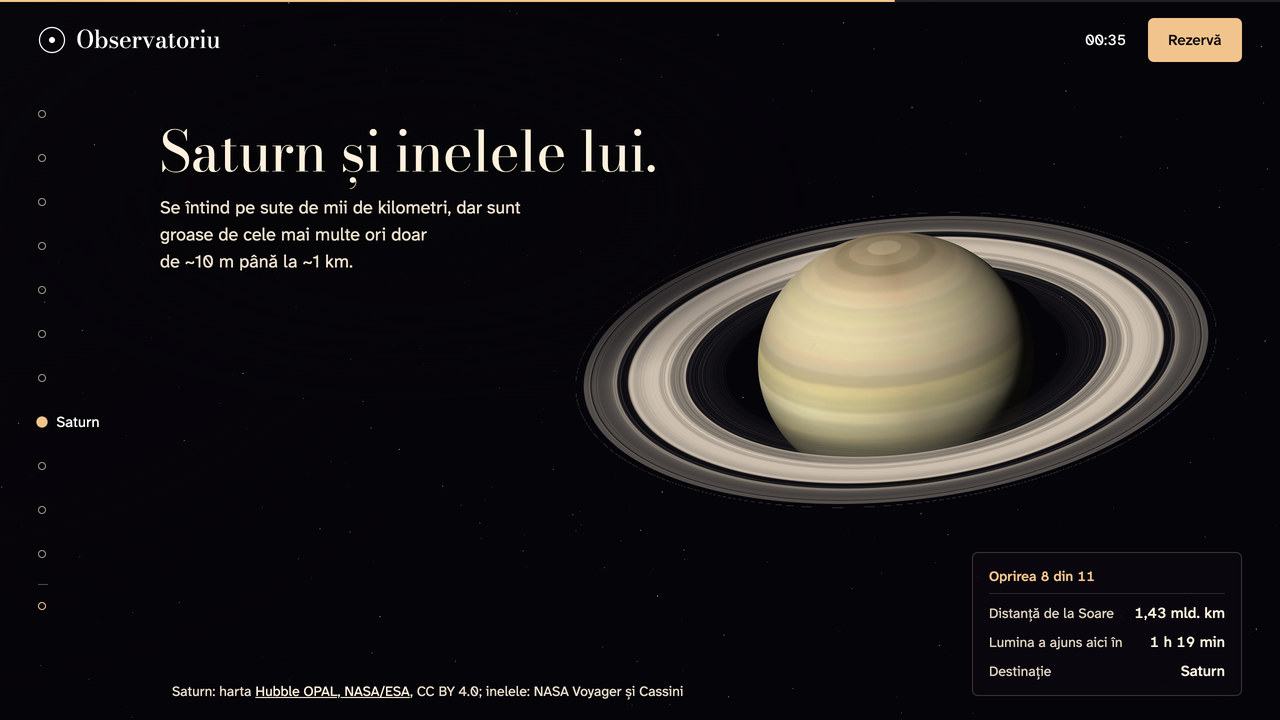 Observatoriu
00:35
Rezervă
Saturn și inelele lui.
Se întind pe sute de mii de kilometri, dar sunt
groase de cele mai multe ori doar
de ~10 m până la ~1 km.
Saturn
Oprirea 8 din 11
Distanță de la Soare 1,43 mld. km
Lumina a ajuns aici în 1 h 19 min
Destinație Saturn
Saturn: harta Hubble OPAL, NASA/ESA, CC BY 4.0; inelele: NASA Voyager și Cassini